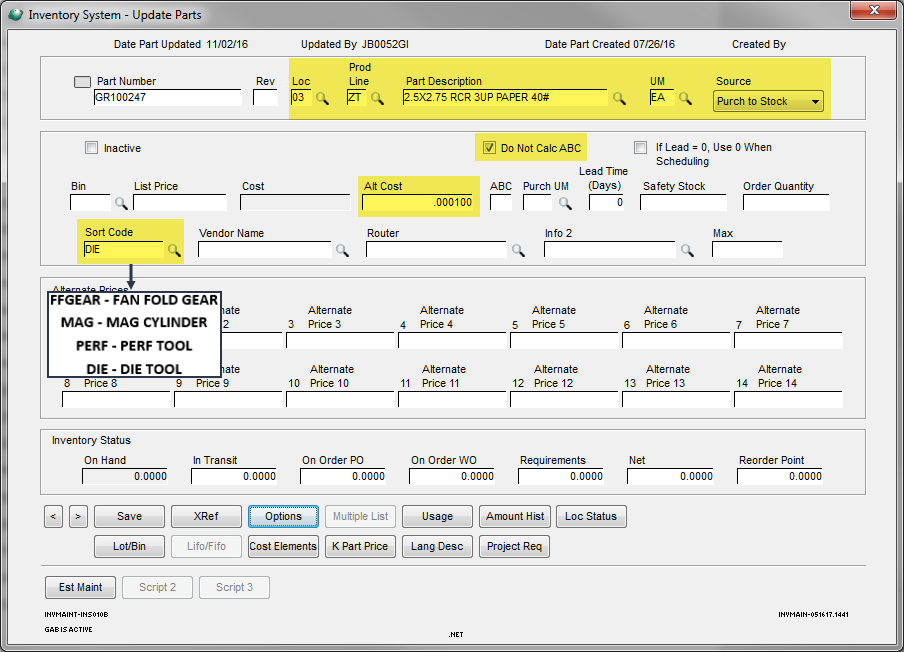 Inventory System - Update Parts
Date Part Updated 11/02/16 Updated By JB0052GI Date Part Created 07/26/16 Created By
Prod
Part Number Rev Loc Line Part Description UM Source
GR100247 03 ZT 2.5X2.75 RCR 3UP PAPER 40# EA Purch to Stock
Inactive Do Not Calc ABC If Lead = 0, Use 0 When
Scheduling
Lead Time
Bin List Price Cost Alt Cost ABC Purch UM (Days) Safety Stock Order Quantity
.000100 0
Sort Code Vendor Name Router Info 2 Max
DIE
Alternate Prices
FFGEAR - FAN FOLD GEAR
MAG - MAG CYLINDER
PERF - PERF TOOL
DIE - DIE TOOL
nate Alternate Alternate Alternate Alternate Alternate
2 3 Price 3 4 Price 4 5 Price 5 6 Price 6 7 Price 7
nate Alternate Alternate Alternate Alternate Alternate
8 Price 8 9 Price 9 10 Price 10 11 Price 11 12 Price 12 13 Price 13 14 Price 14
Inventory Status
On Hand In Transit On Order PO On Order WO Requirements Net Reorder Point
0.0000 0.0000 0.0000 0.0000 0.0000 0.0000 0.0000
< > Save XRef Options Multiple List Usage Amount Hist Loc Status
Lot/Bin Lifo/Fifo Cost Elements K Part Price Lang Desc Project Req
Est Maint Script 2 Script 3
INVMAINT-INS010B INVMAIN-051617.1441
GAB IS ACTIVE
.NET